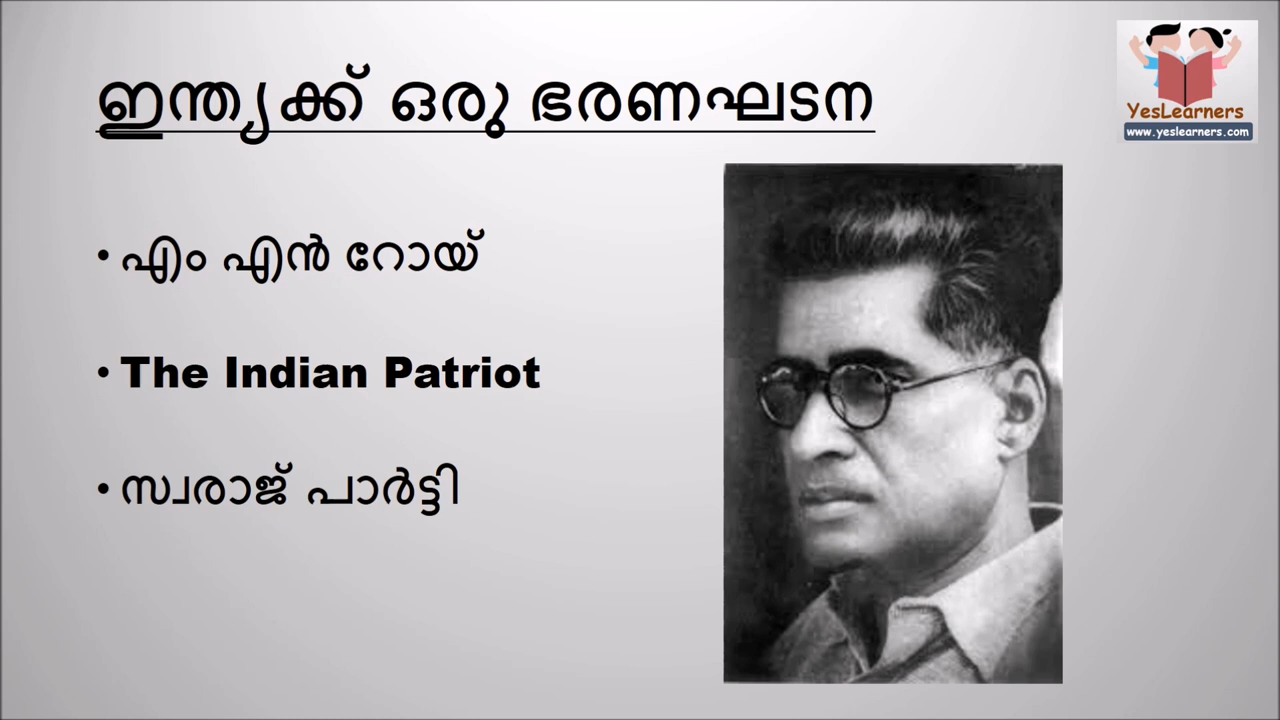 ഇന്ത്യക്ക് ഒരു ഭരണഘടന
• എം എൻ റോയ്
• The Indian Patriot
• സ്വരാജ് പാർട്ടി
YesLearners
www.yeslearners.com